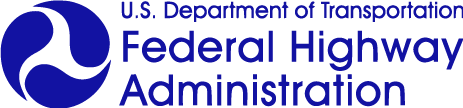 U.S. Department of Transportation
Federal Highway
Administration